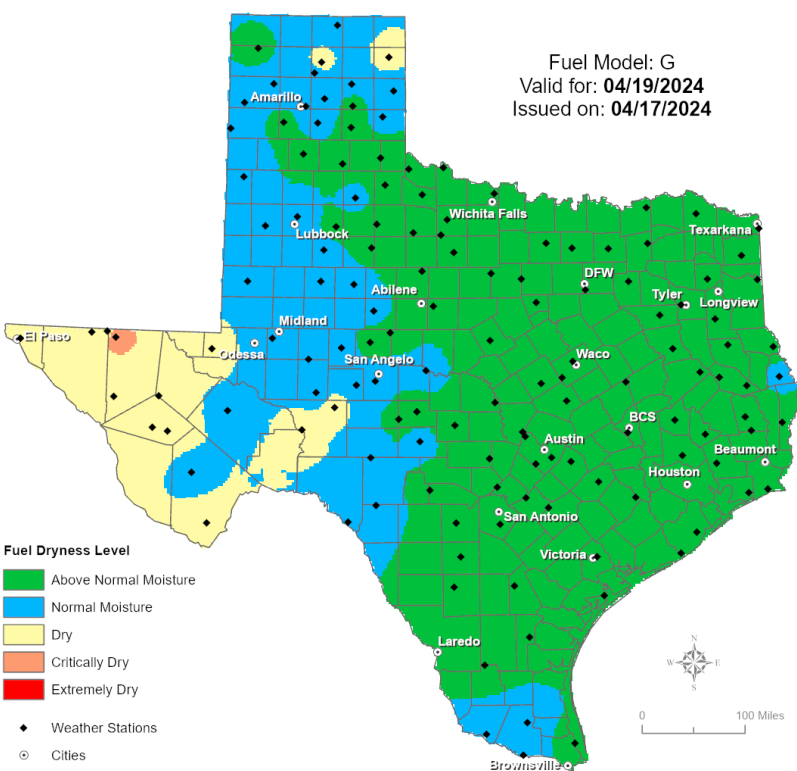 Fuel Model: G
Valid for: 04/19/2024
Issued on: 04/17/2024
Amarillo
Wichita Falls
Texarkana
Lubbock
DFW
Abilene
Tyler
Longview
Midland
El Paso
Odessa
San Angelo
Waco
BCS
Austin
Beaumont
Houston
San Antonio
Victoria
Fuel Dryness Level
Above Normal Moisture
Normal Moisture
Dry
Critically Dry
Extremely Dry
Weather Stations
Cities
Laredo
N
W
E
S
0
100 Miles
Brownsville